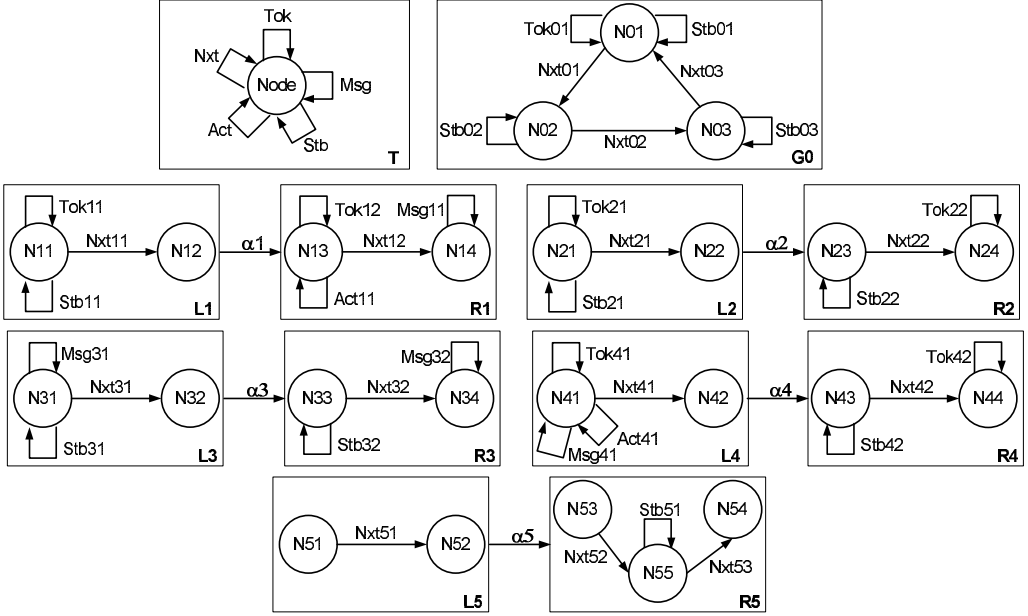 Tok
Nxt
Node
Msg
Act
Stb
T
Tok01
N01
Stb01
Nxt01
Nxt03
Stb02
N02
Nxt02
N03
Stb03
G0
Tok11
N11
Nxt11
N12
Stb11
L1
α1
Tok12
N13
Nxt12
Msg11
N14
Act11
R1
Tok21
N21
Nxt21
N22
Stb21
L2
α2
Tok22
N23
Nxt22
N24
Stb22
R2
Msg31
N31
Nxt31
N32
Stb31
L3
α3
Msg32
N33
Nxt32
N34
Stb32
R3
Tok41
N41
Nxt41
N42
Act41
Msg41
L4
α4
Tok42
N43
Nxt42
N44
Stb42
R4
N51
Nxt51
N52
L5
α5
N53
Stb51
N54
Nxt52
N55
Nxt53
R5